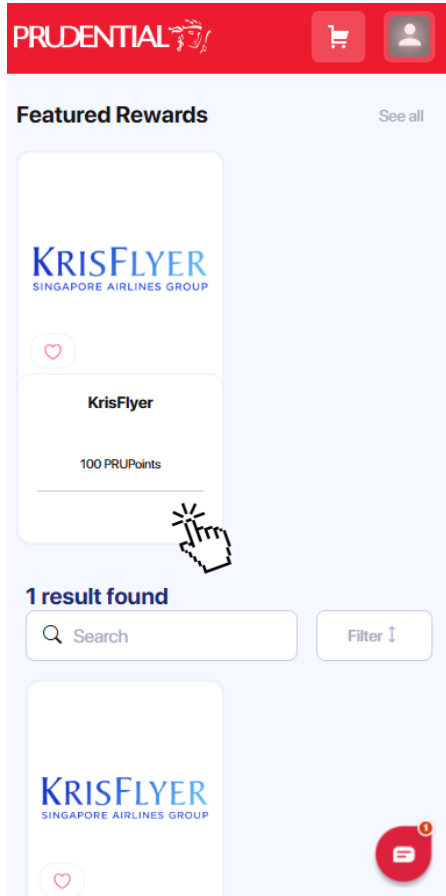 PRUDENTIAL
Featured Rewards
See all
KRISFLYER
SINGAPORE AIRLINES GROUP
KrisFlyer
100 PRUPoints
1 result found
Search
Filter
KRISFLYER
SINGAPORE AIRLINES GROUP
1